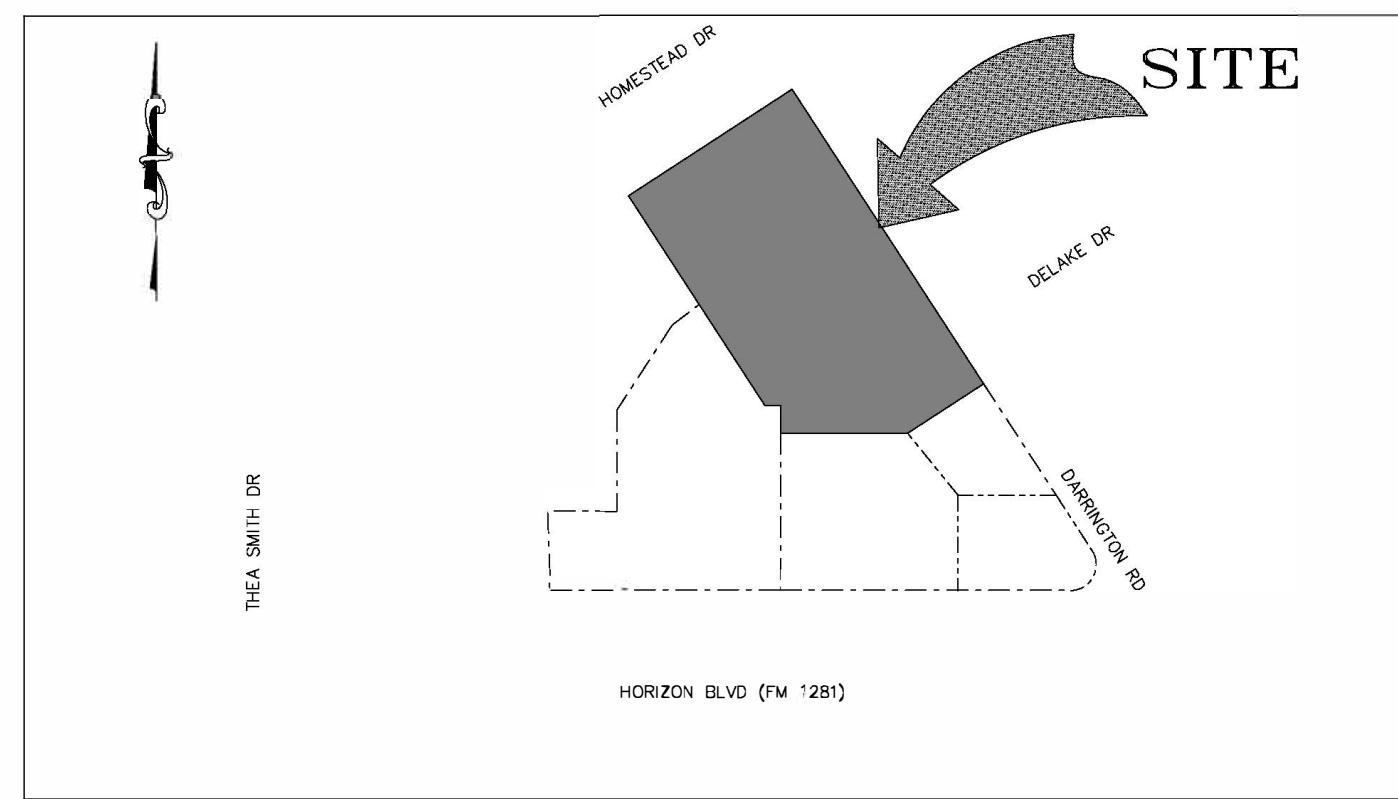 HOMESTEAD DR
SITE
DELAKE DR
DARRINGTON RD
THEA SMITH DR
HORIZON BLVD (FM 1281)